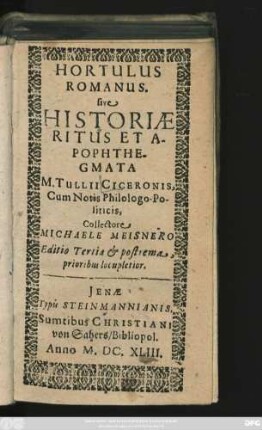 HORTULUS
ROMANUS.
sive
HISTORIÆ
RITUS ET A-
POPHTHE-
GMATA
M. TULLII CICERONIS,
Cum Notis Philologo-Po-
liticis,
Collectore
MICHAELE MEISNERO
Editio Tertia & postrema,
prioribus locupletior.
JENÆ
Typis STEINMANNIANIS,
Sumtibus CHRISTIANI
von Sahers/Bibliopol.
Anno M. DC. XLIII.